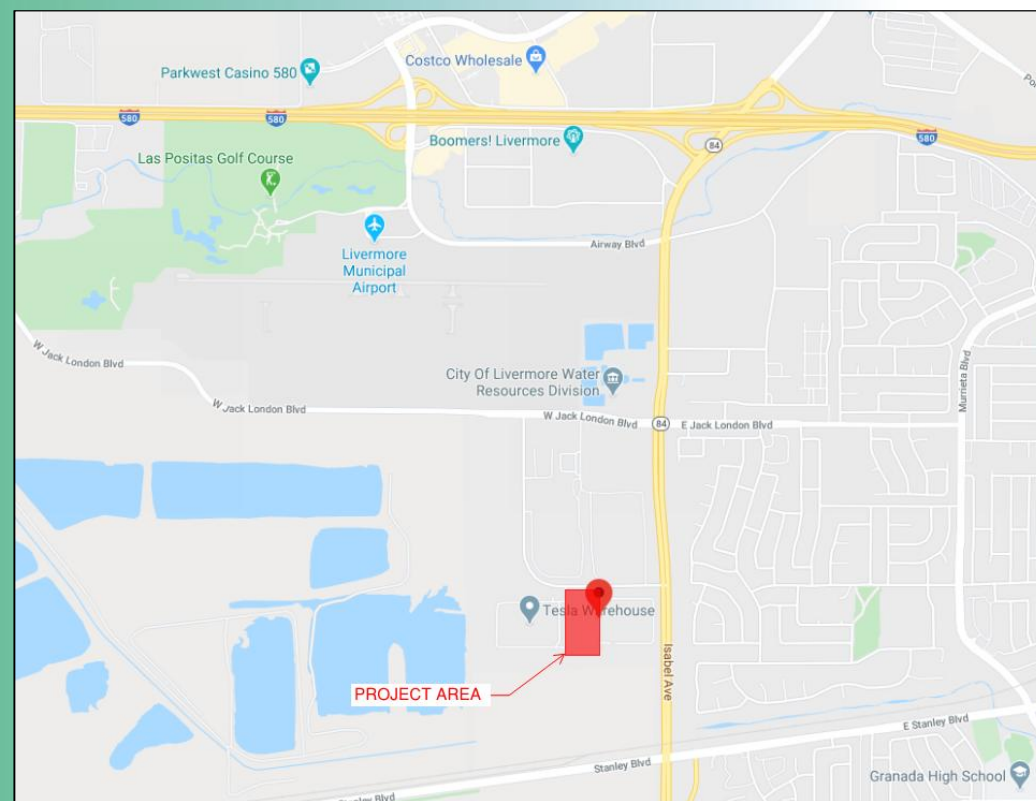 Costco Wholesale
Parkwest Casino 580
580
580
Boomers! Livermore
84
580
Las Positas Golf Course
Livermore
Municipal
Airport
Airway Blvd
W Jack London Blvd
City Of Livermore Water
Resources Division
Murrieta Blvd
W Jack London Blvd
W Jack London Blvd
84
E Jack London Blvd
Tesla Warehouse
Isabel Ave
PROJECT AREA
E Stanley Blvd
Stanley Blvd
Granada High School